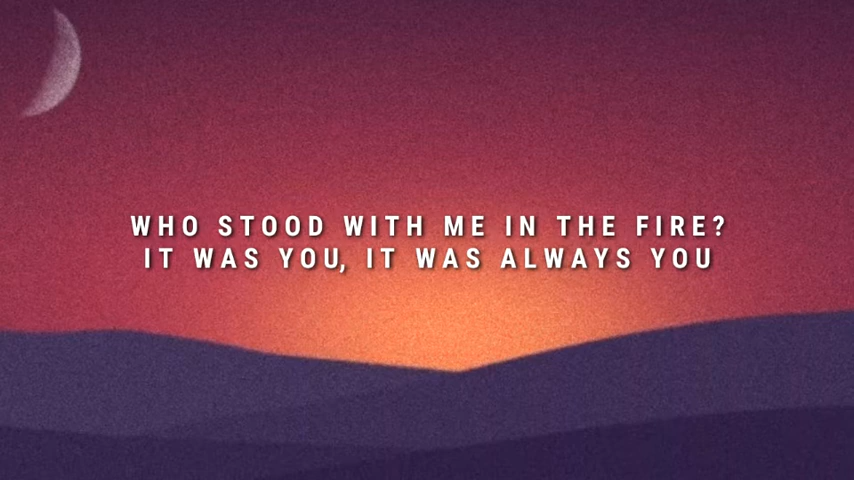 WHO STOOD WITH ME IN THE FIRE?
IT WAS YOU, IT WAS ALWAYS YOU